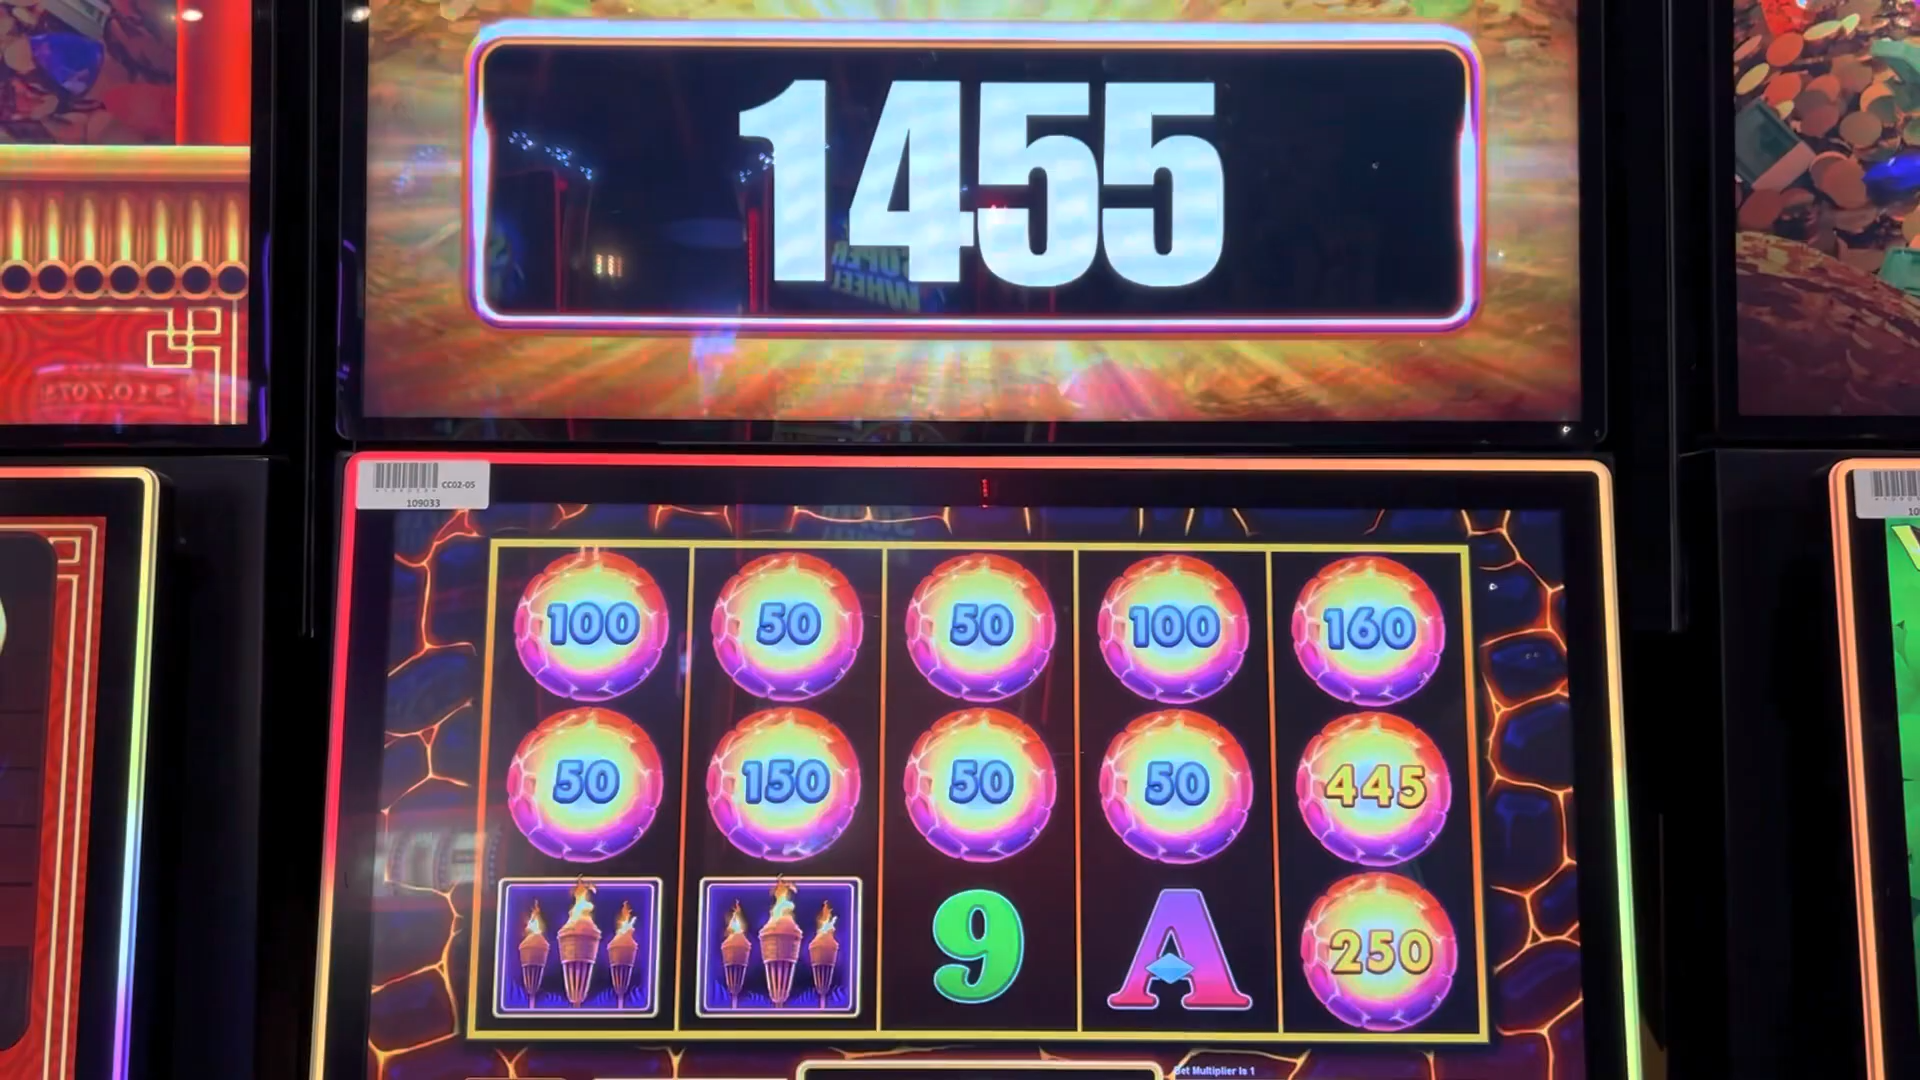 1455
CC02-05
109033
100 50 50 100 160
50 150 50 50 445
9 A 250
Bet Multiplier Is 1